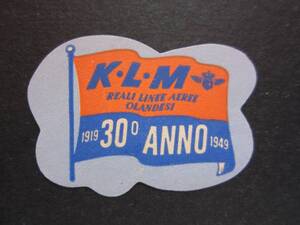 K·L·M
REALI LINEE AEREE
OLANDESI
1919 30º ANNO 1949